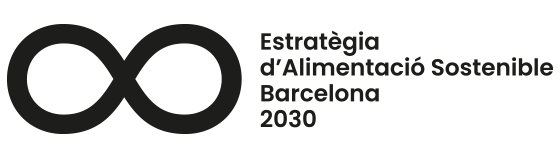 Estratègia
d’Alimentació Sostenible
Barcelona
2030